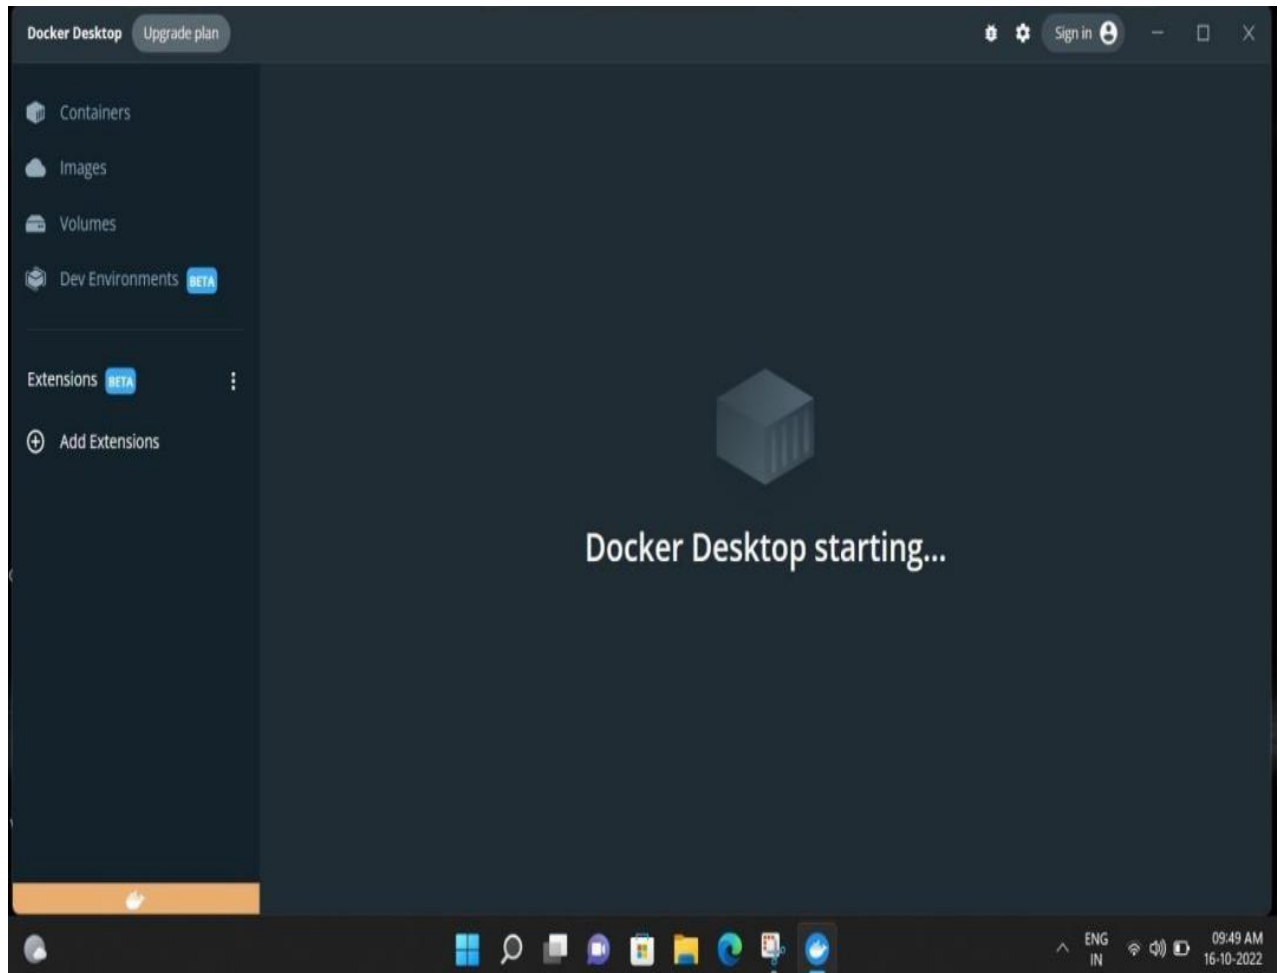 Docker Desktop
Upgrade plan
Sign in
Containers
Images
Volumes
Dev Environments BETA
Extensions BETA
Add Extensions
Docker Desktop starting...
ENG
IN
09:49 AM
16-10-2022